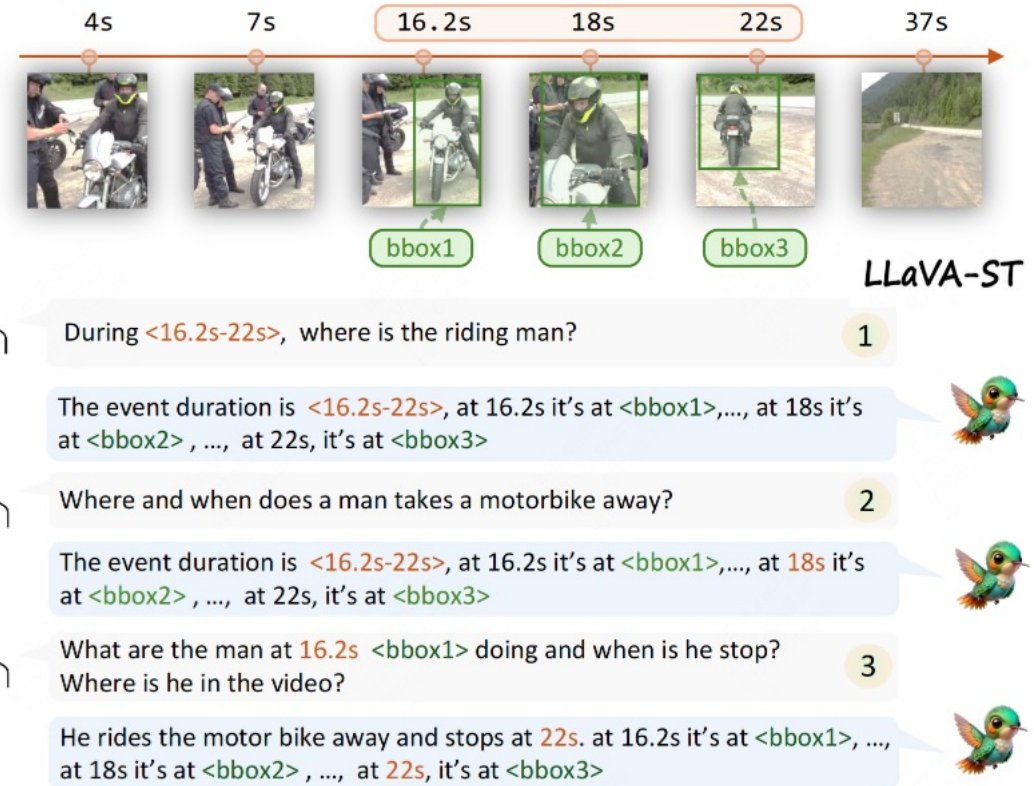 4s 7s 16.2s 18s 22s 37s
bbox1 bbox2 bbox3
LLaVA-ST
During <16.2s-22s>, where is the riding man? 1
The event duration is <16.2s-22s>, at 16.2s it's at <bbox1>,..., at 18s it's
at <bbox2> , ..., at 22s, it's at <bbox3>
Where and when does a man takes a motorbike away? 2
The event duration is <16.2s-22s>, at 16.2s it's at <bbox1>,..., at 18s it's
at <bbox2> , ..., at 22s, it's at <bbox3>
What are the man at 16.2s <bbox1> doing and when is he stop? 3
Where is he in the video?
He rides the motor bike away and stops at 22s. at 16.2s it's at <bbox1>, ...,
at 18s it's at <bbox2> , ..., at 22s, it's at <bbox3>